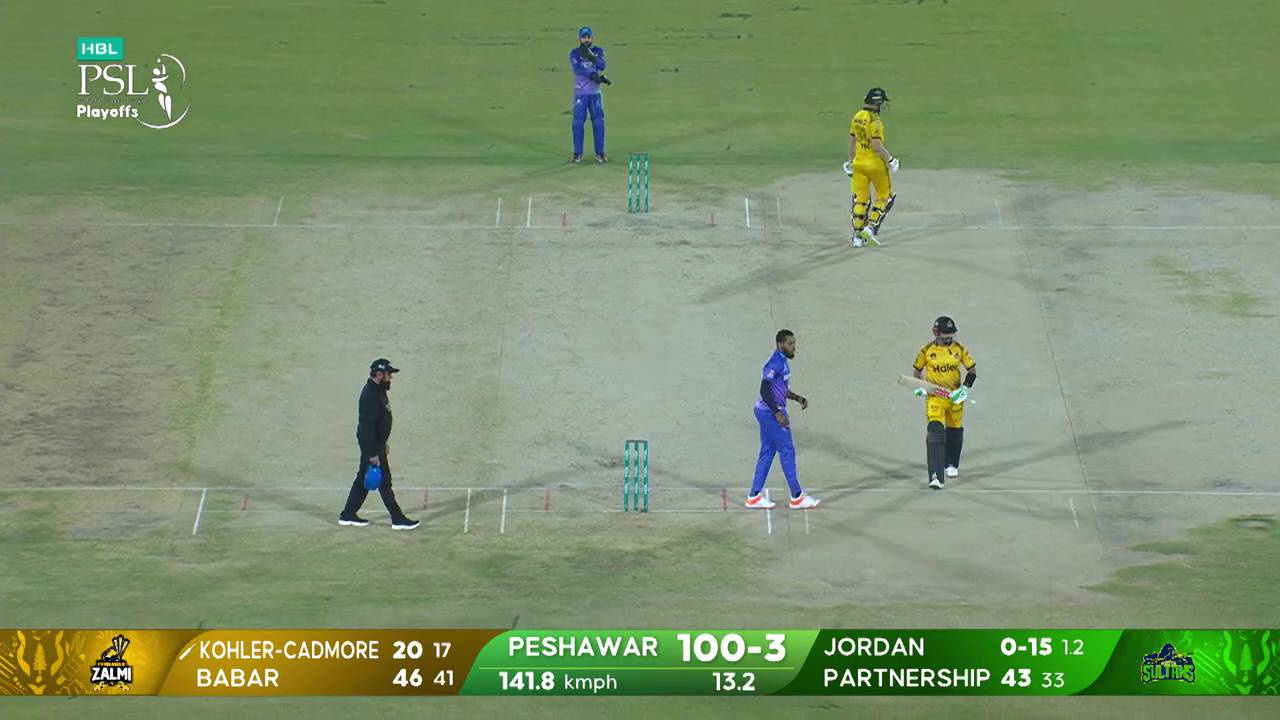 HBL
PSL
Playoffs
Haier
ZALMI
KOHLER-CADMORE 20 17
BABAR 46 41
PESHAWAR 100-3
141.8 kmph 13.2
JORDAN 0-15 1.2
PARTNERSHIP 43 33
SULTANS